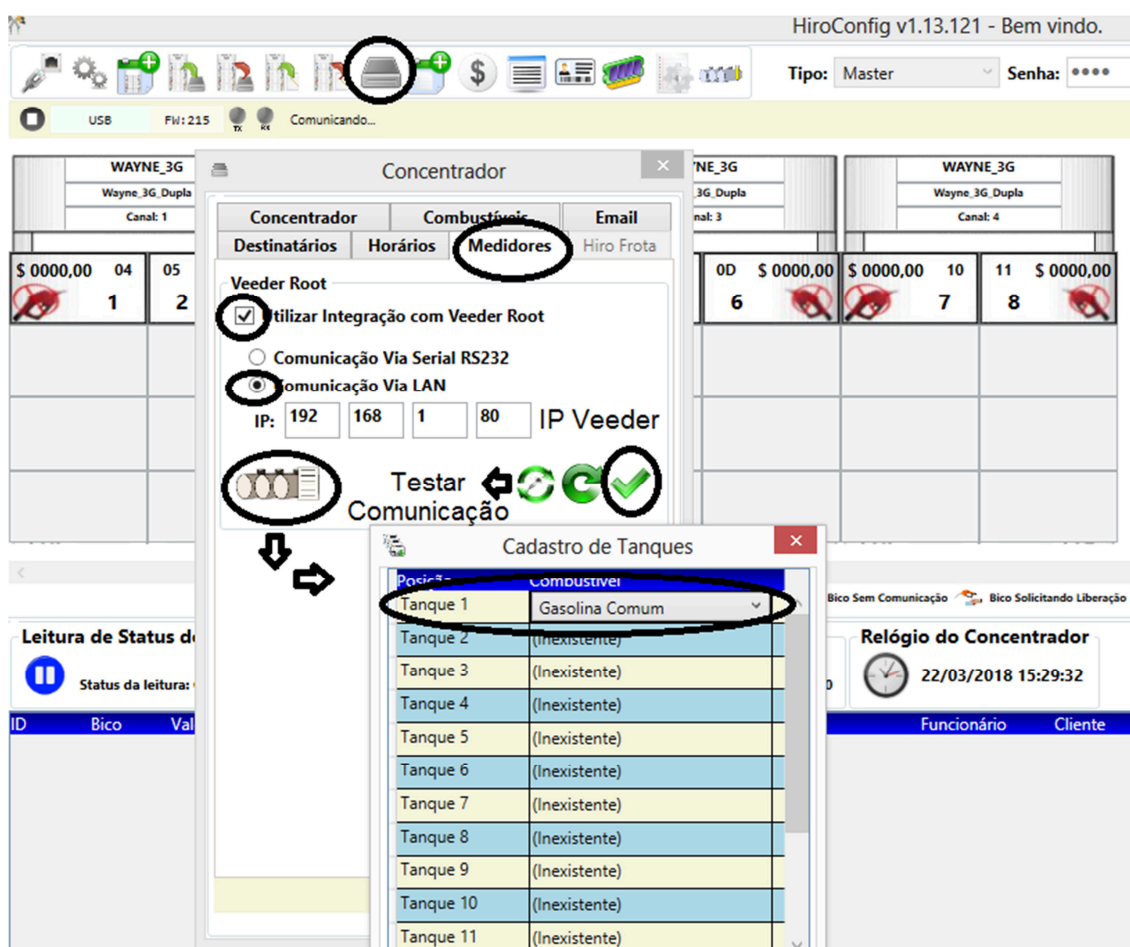 HiroConfig v1.13.121 - Bem vindo.
Tipo: Master Senha: ••••
USB FW:215 TX RX Comunicando...
WAYNE_3G
Wayne_3G_Dupla
Canal: 1
$ 0000,00 04 05
1 2
Concentrador
Concentrador Combustíveis Email
Destinatários Horários Medidores Hiro Frota
Veeder Root
Utilizar Integração com Veeder Root
Comunicação Via Serial RS232
Comunicação Via LAN
IP: 192 168 1 80 IP Veeder
Testar
Comunicação
3G_Dupla
0D $ 0000,00
6
WAYNE_3G
Wayne_3G_Dupla
Canal: 4
$ 0000,00 10 11 $ 0000,00
7 8
Cadastro de Tanques
Posição Combustível
Tanque 1 Gasolina Comum
Tanque 2 (Inexistente)
Tanque 3 (Inexistente)
Tanque 4 (Inexistente)
Tanque 5 (Inexistente)
Tanque 6 (Inexistente)
Tanque 7 (Inexistente)
Tanque 8 (Inexistente)
Tanque 9 (Inexistente)
Tanque 10 (Inexistente)
Tanque 11 (Inexistente)
Bico Sem Comunicação Bico Solicitando Liberação
Leitura de Status d
Status da leitura:
Relógio do Concentrador
22/03/2018 15:29:32
ID Bico Val Funcionário Cliente